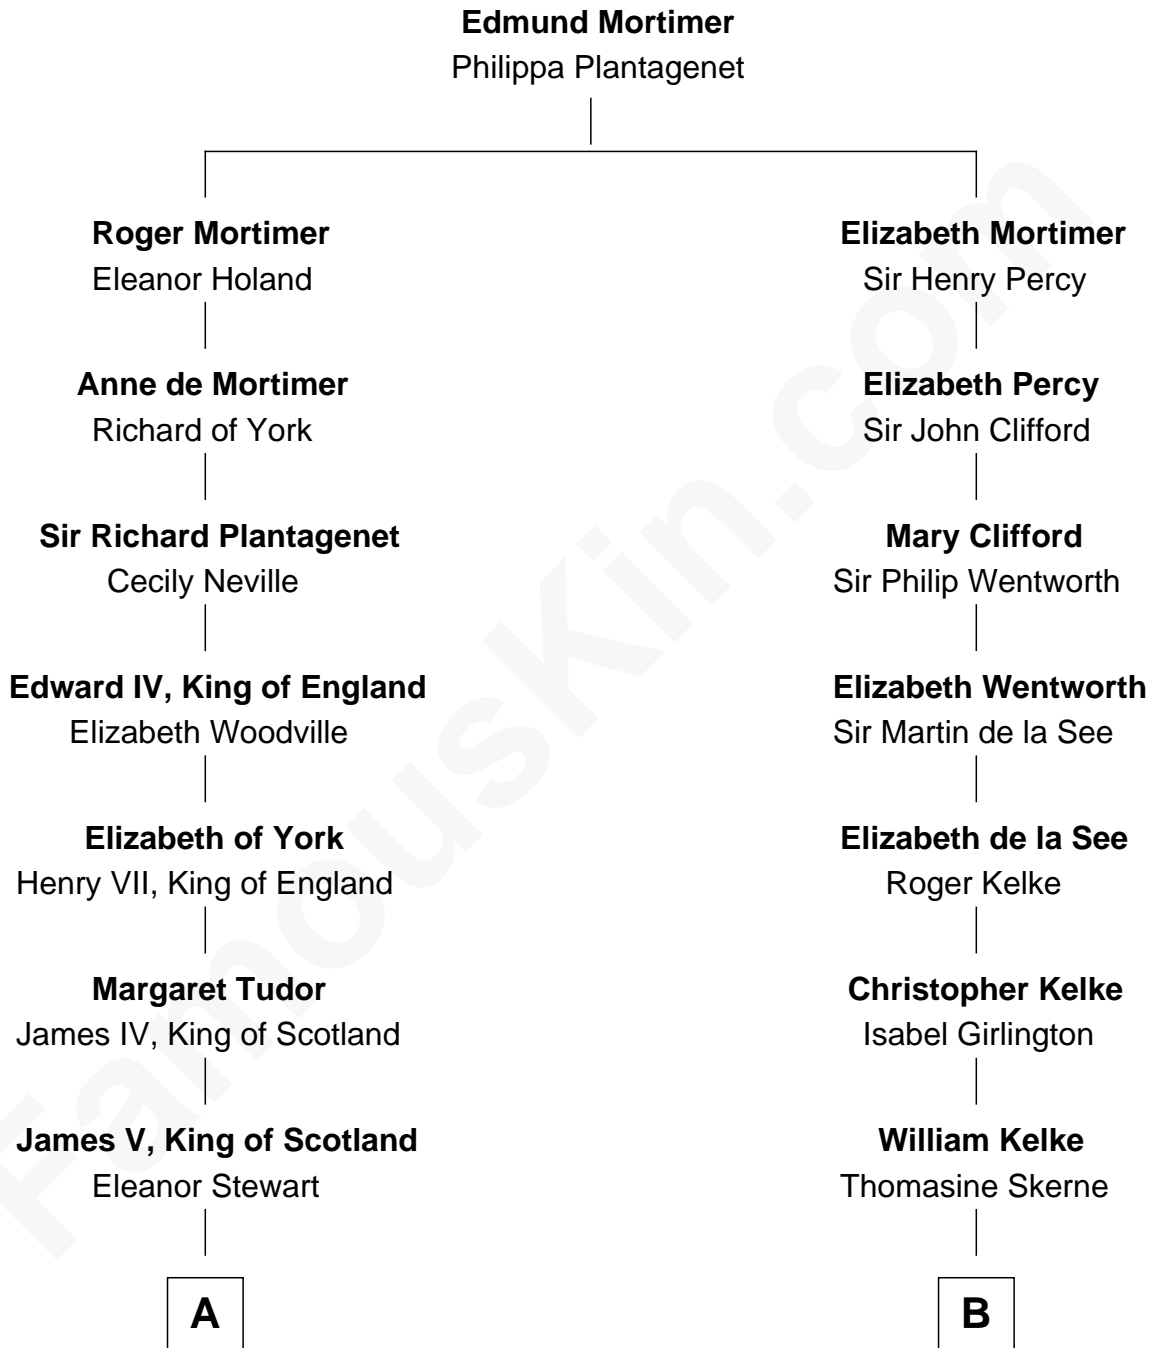 Edmund Mortimer
Philippa Plantagenet
Roger Mortimer
Eleanor Holand
Anne de Mortimer
Richard of York
Sir Richard Plantagenet
Cecily Neville
Edward IV, King of England
Elizabeth Woodville
Elizabeth of York
Henry VII, King of England
Margaret Tudor
James IV, King of Scotland
James V, King of Scotland
Eleanor Stewart
A
Elizabeth Mortimer
Sir Henry Percy
Elizabeth Percy
Sir John Clifford
Mary Clifford
Sir Philip Wentworth
Elizabeth Wentworth
Sir Martin de la See
Elizabeth de la See
Roger Kelke
Christopher Kelke
Isabel Girlington
William Kelke
Thomasine Skerne
B
FamousKin.com